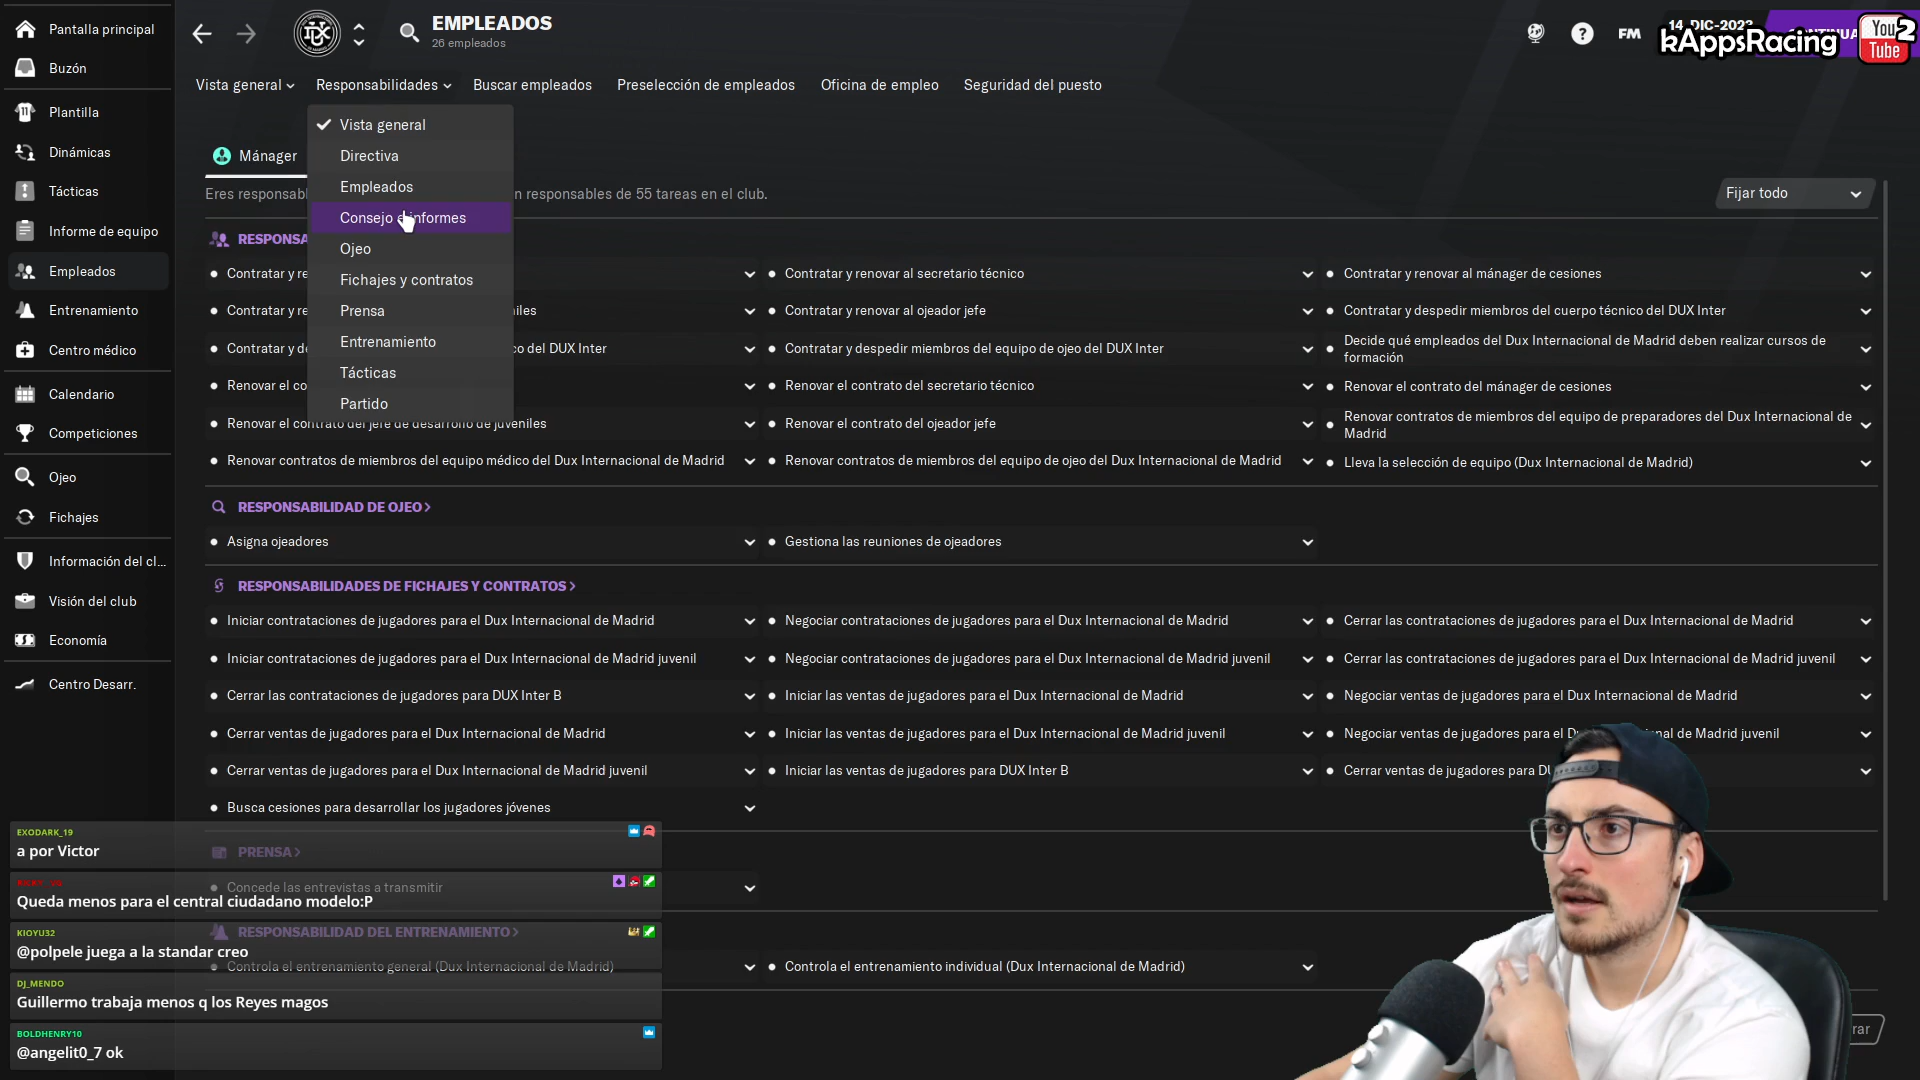 Pantalla principal
Buzón
Plantilla
Dinámicas
Tácticas
Informe de equipo
Empleados
Entrenamiento
Centro médico
Calendario
Competiciones
Ojeo
Fichajes
Información del cl...
Visión del club
Economía
Centro Desarr.
EMPLEADOS
26 empleados
FM
14 DIC-2022
kAppsRacing
You Tube 2
Vista general
Responsabilidades
Buscar empleados
Preselección de empleados
Oficina de empleo
Seguridad del puesto
Vista general
Directiva
Empleados
Consejo e informes
Ojeo
Fichajes y contratos
Prensa
Entrenamiento
Tácticas
Partido
Mánager
Eres responsabl
n responsables de 55 tareas en el club.
Fijar todo
RESPONSA
Contratar y re
Contratar y renovar al secretario técnico
Contratar y renovar al mánager de cesiones
Contratar y re
niles
Contratar y renovar al ojeador jefe
Contratar y despedir miembros del cuerpo técnico del DUX Inter
Contratar y de
co del DUX Inter
Contratar y despedir miembros del equipo de ojeo del DUX Inter
Decide qué empleados del Dux Internacional de Madrid deben realizar cursos de
formación
Renovar el co
Renovar el contrato del secretario técnico
Renovar el contrato del mánager de cesiones
Renovar el contrato del jefe de desarrollo de juveniles
Renovar el contrato del ojeador jefe
Renovar contratos de miembros del equipo de preparadores del Dux Internacional de
Madrid
Renovar contratos de miembros del equipo médico del Dux Internacional de Madrid
Renovar contratos de miembros del equipo de ojeo del Dux Internacional de Madrid
Lleva la selección de equipo (Dux Internacional de Madrid)
RESPONSABILIDAD DE OJEO
Asigna ojeadores
Gestiona las reuniones de ojeadores
RESPONSABILIDADES DE FICHAJES Y CONTRATOS
Iniciar contrataciones de jugadores para el Dux Internacional de Madrid
Negociar contrataciones de jugadores para el Dux Internacional de Madrid
Cerrar las contrataciones de jugadores para el Dux Internacional de Madrid
Iniciar contrataciones de jugadores para el Dux Internacional de Madrid juvenil
Negociar contrataciones de jugadores para el Dux Internacional de Madrid juvenil
Cerrar las contrataciones de jugadores para el Dux Internacional de Madrid juvenil
Cerrar las contrataciones de jugadores para DUX Inter B
Iniciar las ventas de jugadores para el Dux Internacional de Madrid
Negociar ventas de jugadores para el Dux Internacional de Madrid
Cerrar ventas de jugadores para el Dux Internacional de Madrid
Iniciar las ventas de jugadores para el Dux Internacional de Madrid juvenil
Negociar ventas de jugadores para el nal de Madrid juvenil
Cerrar ventas de jugadores para el Dux Internacional de Madrid juvenil
Iniciar las ventas de jugadores para DUX Inter B
Cerrar ventas de jugadores para
Busca cesiones para desarrollar los jugadores jóvenes
PRENSA
Concede las entrevistas a transmitir
RESPONSABILIDAD DEL ENTRENAMIENTO
Controla el entrenamiento general (Dux Internacional de Madrid)
Controla el entrenamiento individual (Dux Internacional de Madrid)
EXODARK_19
a por Victor
Queda menos para el central ciudadano modelo:P
KIOYU32
@polpele juega a la standar creo
DJ_MENDO
Guillermo trabaja menos q los Reyes magos
BOLDHENRY10
@angelit0_7 ok
rar